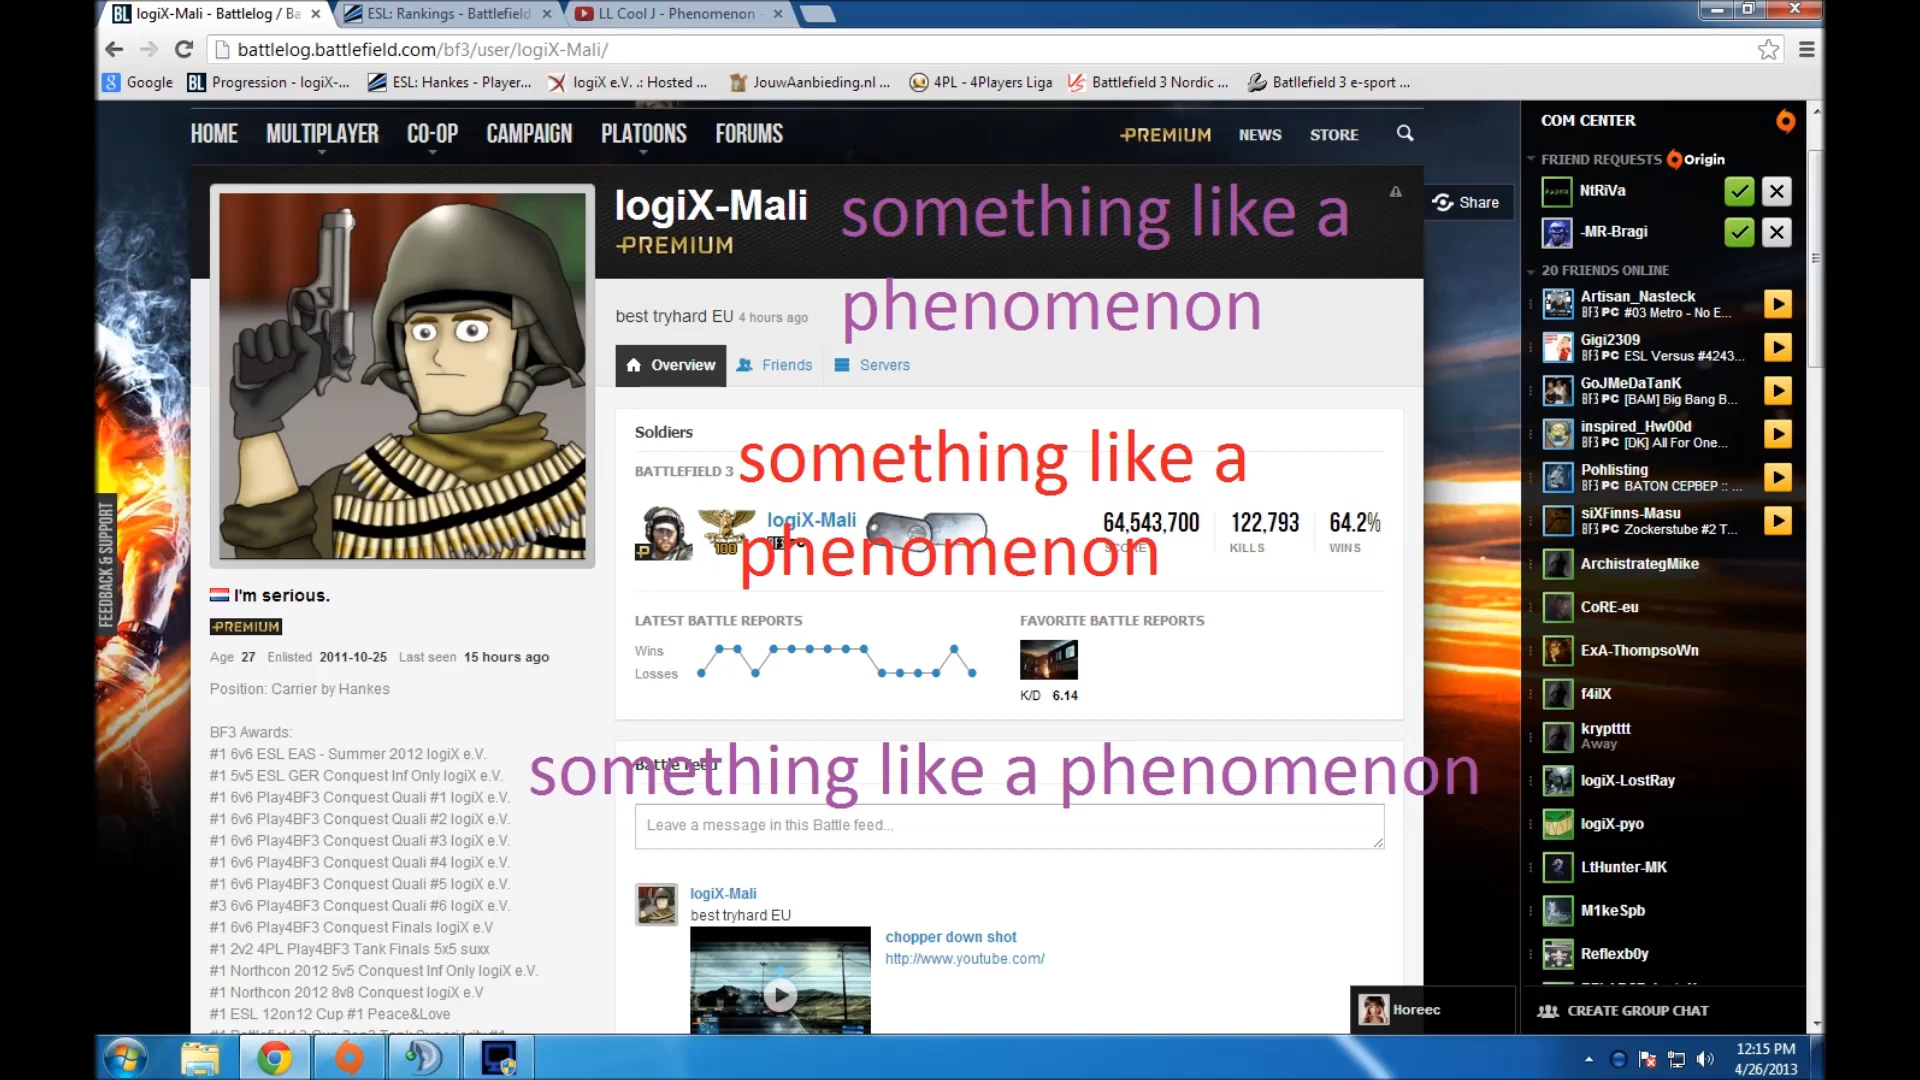 logiX-Mali - Battlelog / Ba
ESL: Rankings - Battlefield
LL Cool J - Phenomenon
battlelog.battlefield.com/bf3/user/logiX-Mali/
Google
Progression - logiX-...
ESL: Hankes - Player...
logiX e.V. .: Hosted ...
JouwAanbieding.nl ...
4PL - 4Players Liga
Battlefield 3 Nordic ...
Batllefield 3 e-sport ...
HOME MULTIPLAYER CO-OP CAMPAIGN PLATOONS FORUMS
PREMIUM NEWS STORE
logiX-Mali
PREMIUM
something like a
phenomenon
Share
best tryhard EU 4 hours ago
Overview Friends Servers
Soldiers
BATTLEFIELD 3
something like a
phenomenon
100
logiX-Mali
64,543,700 122,793 64.2%
SCORE KILLS WINS
LATEST BATTLE REPORTS
Wins
Losses
FAVORITE BATTLE REPORTS
K/D 6.14
I'm serious.
PREMIUM
Age 27 Enlisted 2011-10-25 Last seen 15 hours ago
Position: Carrier by Hankes
BF3 Awards:
#1 6v6 ESL EAS - Summer 2012 logiX e.V.
#1 5v5 ESL GER Conquest Inf Only logiX e.V.
#1 6v6 Play4BF3 Conquest Quali #1 logiX e.V.
#1 6v6 Play4BF3 Conquest Quali #2 logiX e.V.
#1 6v6 Play4BF3 Conquest Quali #3 logiX e.V.
#1 6v6 Play4BF3 Conquest Quali #4 logiX e.V.
#1 6v6 Play4BF3 Conquest Quali #5 logiX e.V.
#3 6v6 Play4BF3 Conquest Quali #6 logiX e.V.
#1 6v6 Play4BF3 Conquest Finals logiX e.V
#1 2v2 4PL Play4BF3 Tank Finals 5x5 suxx
#1 Northcon 2012 5v5 Conquest Inf Only logiX e.V.
#1 Northcon 2012 8v8 Conquest logiX e.V
#1 ESL 12on12 Cup #1 Peace&Love
Battle feed
something like a phenomenon
Leave a message in this Battle feed...
logiX-Mali
best tryhard EU
chopper down shot
http://www.youtube.com/
FEEDBACK & SUPPORT
COM CENTER
FRIEND REQUESTS Origin
NtRiVa
-MR-Bragi
20 FRIENDS ONLINE
Artisan_Nasteck
BF3 PC #03 Metro - No E...
Gigi2309
BF3 PC ESL Versus #4243...
GoJMeDaTanK
BF3 PC [BAM] Big Bang B...
inspired_Hw00d
BF3 PC [DK] All For One...
Pohlisting
BF3 PC BATON CEPBEP :: ...
siXFinns-Masu
BF3 PC Zockerstube #2 T...
ArchistrategMike
CoRE-eu
ExA-ThompsoWn
f4ilX
kryptttt
Away
logiX-LostRay
logiX-pyo
LtHunter-MK
M1keSpb
Reflexb0y
Horeec
CREATE GROUP CHAT
12:15 PM
4/26/2013